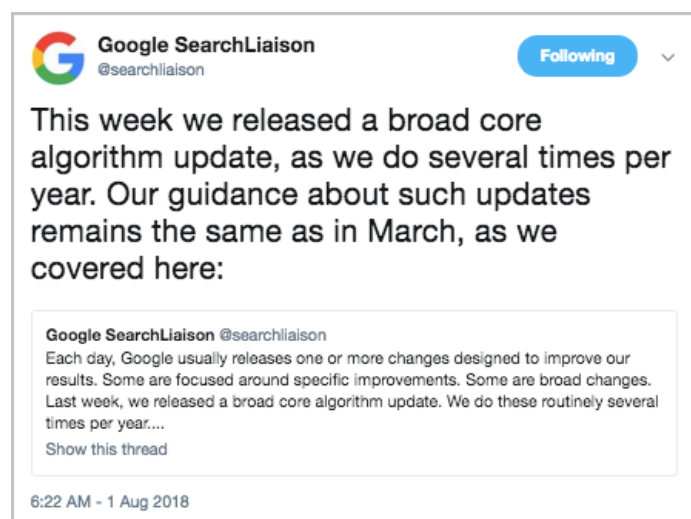 Google SearchLiaison
@searchliaison
Following
This week we released a broad core
algorithm update, as we do several times per
year. Our guidance about such updates
remains the same as in March, as we
covered here:
Google SearchLiaison @searchliaison
Each day, Google usually releases one or more changes designed to improve our
results. Some are focused around specific improvements. Some are broad changes.
Last week, we released a broad core algorithm update. We do these routinely several
times per year....
Show this thread
6:22 AM - 1 Aug 2018